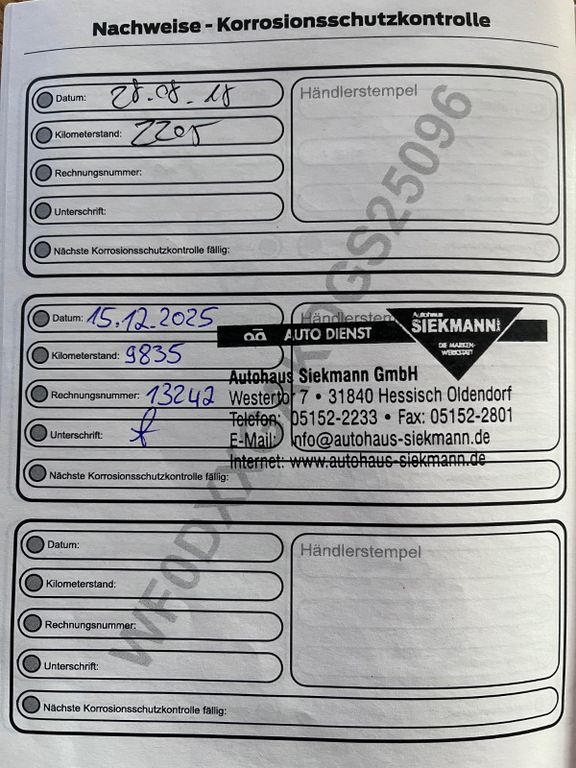 Nachweise - Korrosionsschutzkontrolle
Datum: 28.08.18
Händlerstempel
Kilometerstand: 2205
Rechnungsnummer:
Unterschrift:
Nächste Korrosionsschutzkontrolle fällig:
Datum: 15.12.2025
Händlerstem
Autohaus
SIEKMANN
DIE MARKEN-
WERKSTATT
ad AUTO DIENST
Kilometerstand: 9835
Autohaus Siekmann GmbH
Rechnungsnummer: 13242
Westertor 7 • 31840 Hessisch Oldendorf
Telefon: 05152-2233 • Fax: 05152-2801
Unterschrift:
E-Mail: info@autohaus-siekmann.de
Internet: www.autohaus-siekmann.de
Nächste Korrosionsschutzkontrolle fällig:
Datum:
Händlerstempel
Kilometerstand:
Rechnungsnummer:
Unterschrift:
Nächste Korrosionsschutzkontrolle fällig: